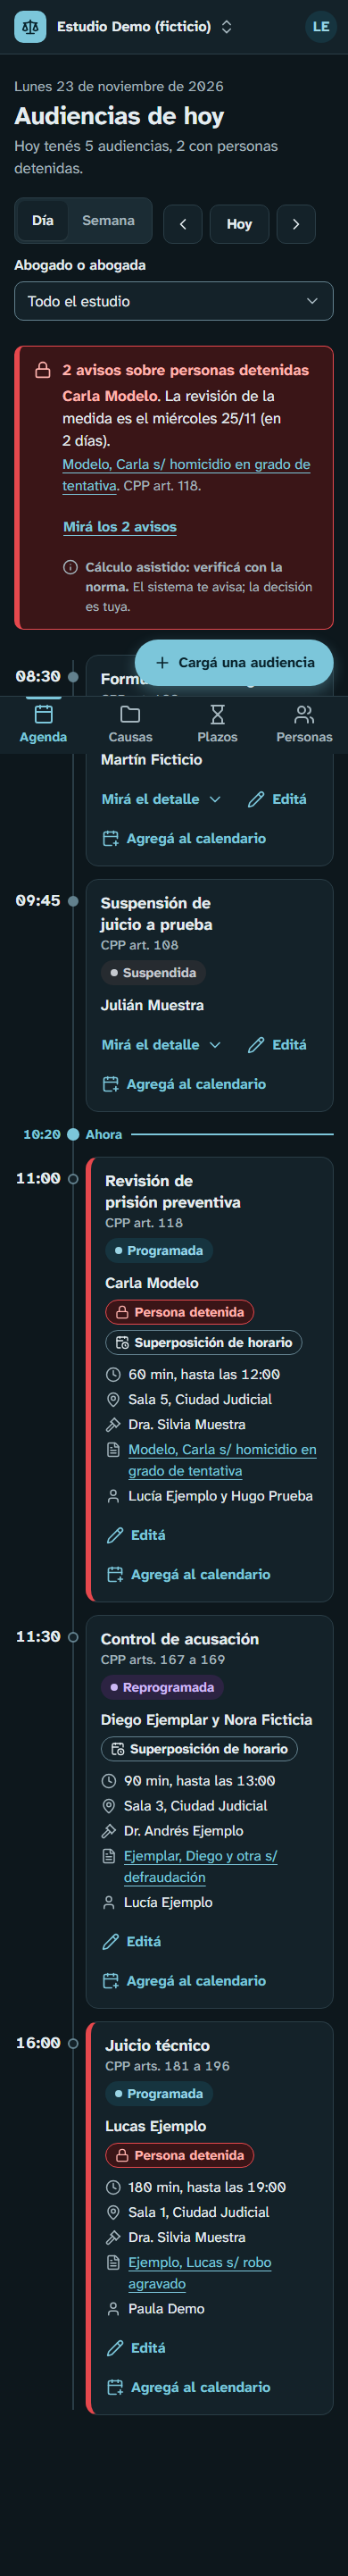 Estudio Demo (ficticio)
LE
Lunes 23 de noviembre de 2026
Audiencias de hoy
Hoy tenés 5 audiencias, 2 con personas
detenidas.
Día
Semana
Hoy
Abogado o abogada
Todo el estudio
2 avisos sobre personas detenidas
Carla Modelo. La revisión de la
medida es el miércoles 25/11 (en
2 días).
Modelo, Carla s/ homicidio en grado de
tentativa. CPP art. 118.
Mirá los 2 avisos
Cálculo asistido: verificá con la
norma. El sistema te avisa; la decisión
es tuya.
08:30
Cargá una audiencia
Agenda
Causas
Plazos
Personas
Martín Ficticio
Mirá el detalle
Editá
Agregá al calendario
09:45
Suspensión de
juicio a prueba
CPP art. 108
Suspendida
Julián Muestra
Mirá el detalle
Editá
Agregá al calendario
10:20
Ahora
11:00
Revisión de
prisión preventiva
CPP art. 118
Programada
Carla Modelo
Persona detenida
Superposición de horario
60 min, hasta las 12:00
Sala 5, Ciudad Judicial
Dra. Silvia Muestra
Modelo, Carla s/ homicidio en
grado de tentativa
Lucía Ejemplo y Hugo Prueba
Editá
Agregá al calendario
11:30
Control de acusación
CPP arts. 167 a 169
Reprogramada
Diego Ejemplar y Nora Ficticia
Superposición de horario
90 min, hasta las 13:00
Sala 3, Ciudad Judicial
Dr. Andrés Ejemplo
Ejemplar, Diego y otra s/
defraudación
Lucía Ejemplo
Editá
Agregá al calendario
16:00
Juicio técnico
CPP arts. 181 a 196
Programada
Lucas Ejemplo
Persona detenida
180 min, hasta las 19:00
Sala 1, Ciudad Judicial
Dra. Silvia Muestra
Ejemplo, Lucas s/ robo
agravado
Paula Demo
Editá
Agregá al calendario